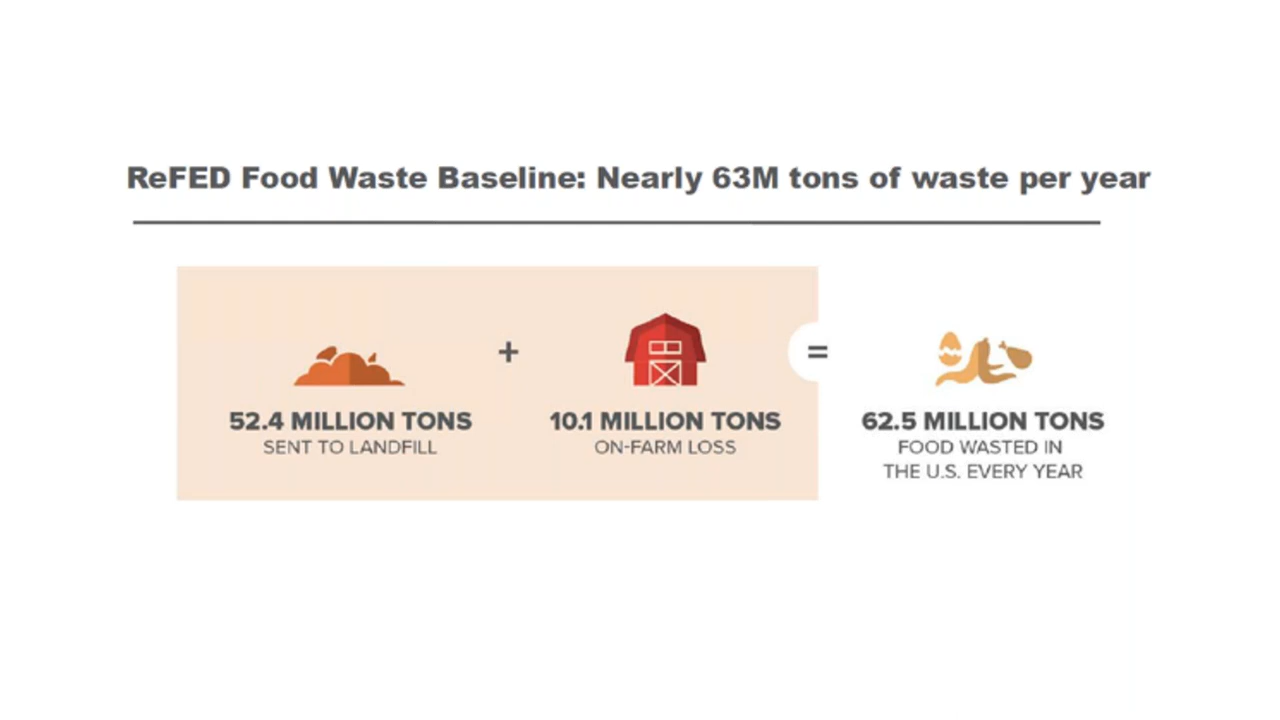 ReFED Food Waste Baseline: Nearly 63M tons of waste per year
+
=
52.4 MILLION TONS
SENT TO LANDFILL
10.1 MILLION TONS
ON-FARM LOSS
62.5 MILLION TONS
FOOD WASTED IN
THE U.S. EVERY YEAR